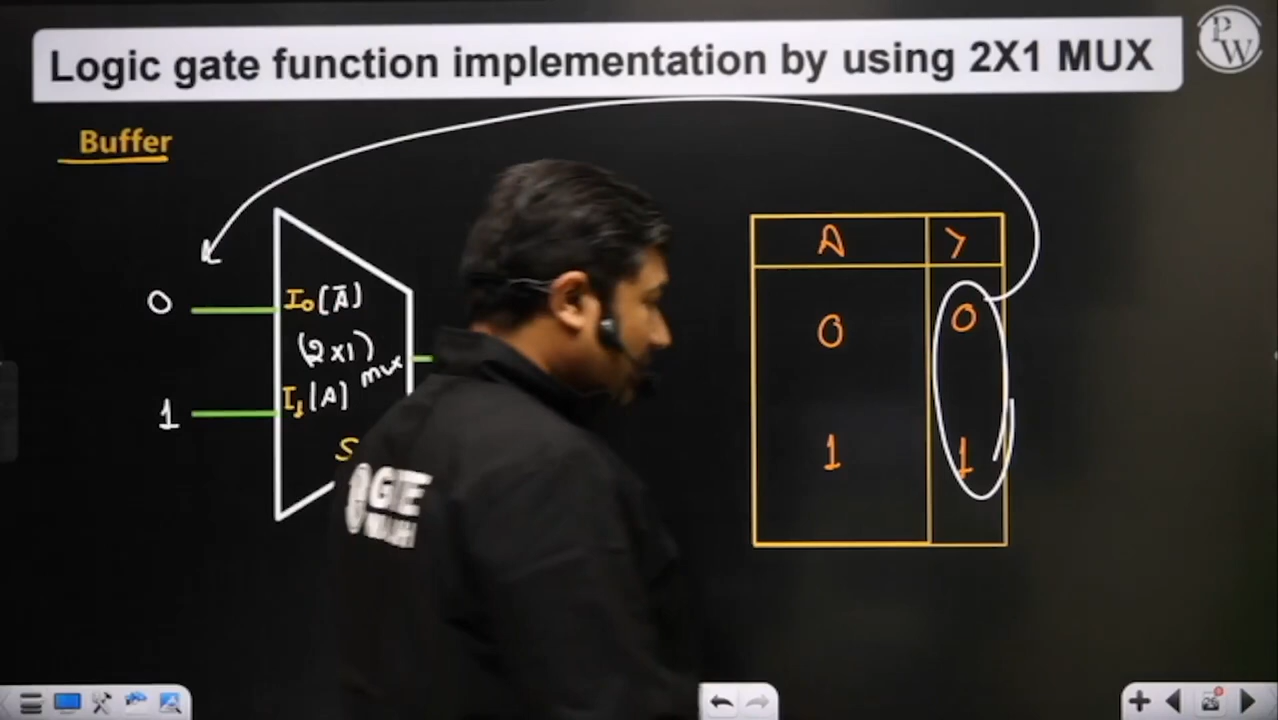 Logic gate function implementation by using 2X1 MUX
PW
Buffer
0
I₀(Ā)
(2x1)
MUX
1
I₁(A)
S
A Y
0 0
1 1